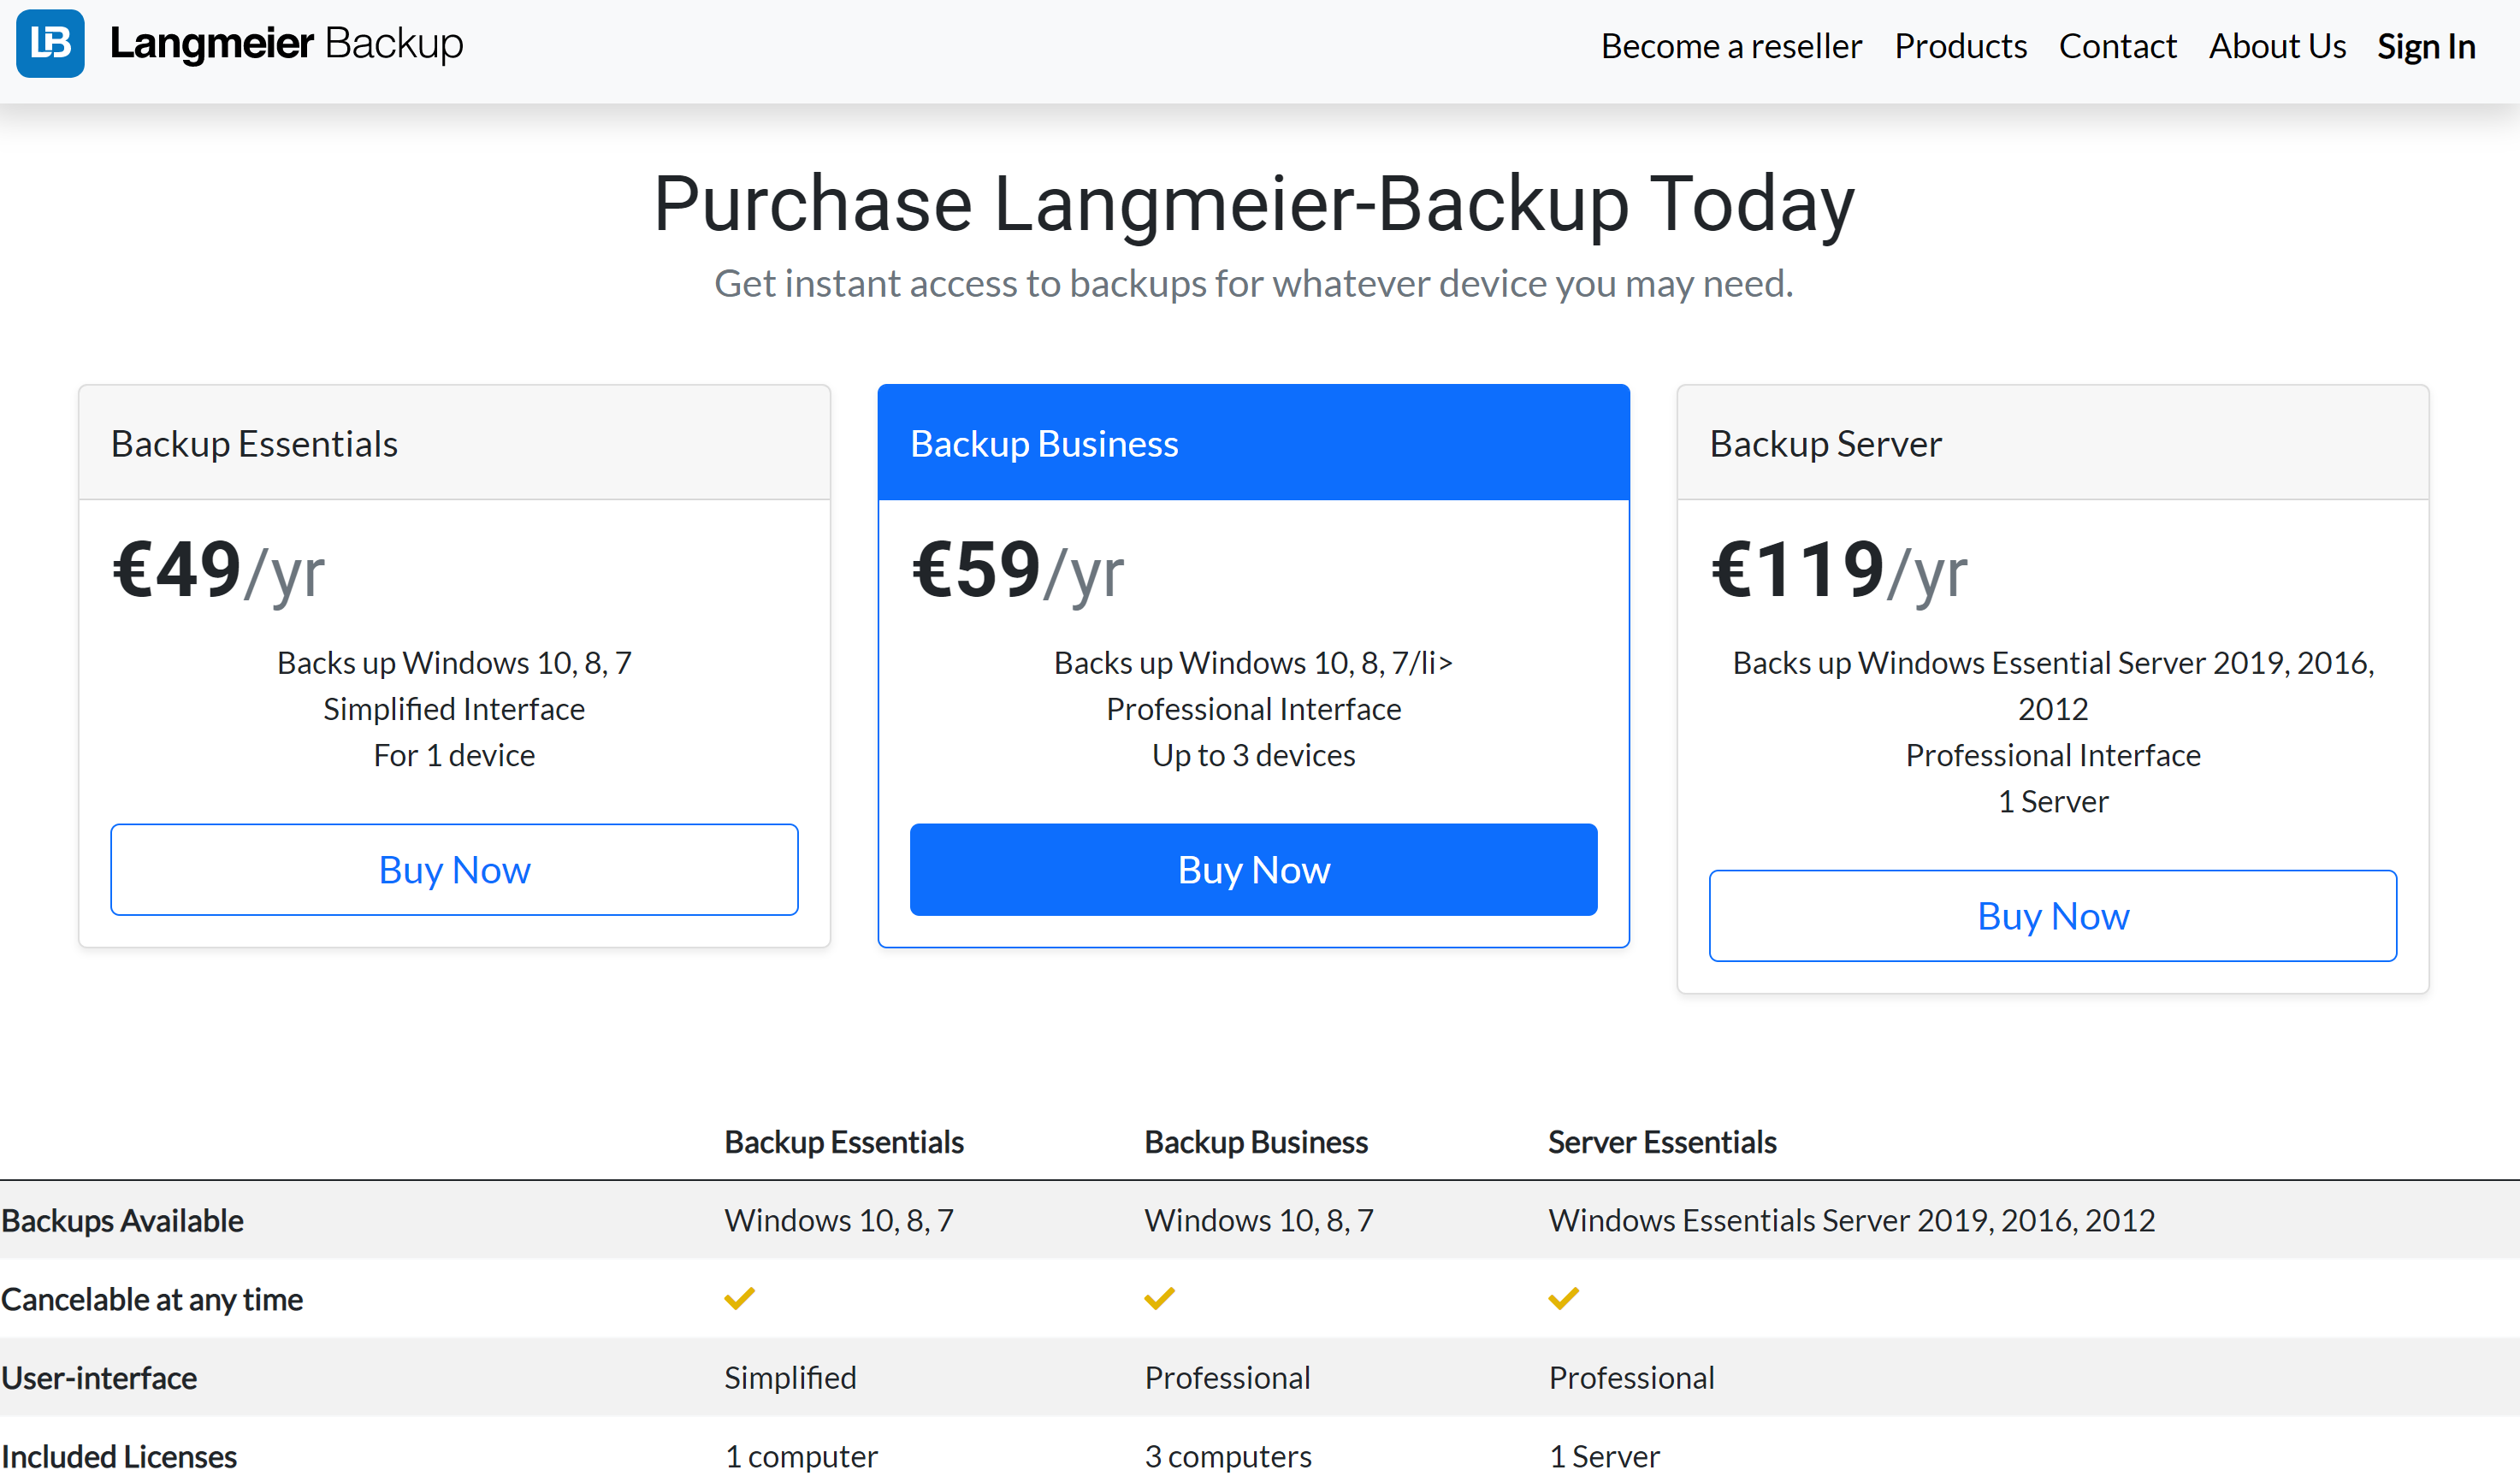 LB Langmeier Backup
Become a reseller Products Contact About Us Sign In
Purchase Langmeier-Backup Today
Get instant access to backups for whatever device you may need.
Backup Essentials
€49/yr
Backs up Windows 10, 8, 7
Simplified Interface
For 1 device
Buy Now
Backup Business
€59/yr
Backs up Windows 10, 8, 7/li>
Professional Interface
Up to 3 devices
Buy Now
Backup Server
€119/yr
Backs up Windows Essential Server 2019, 2016,
2012
Professional Interface
1 Server
Buy Now
Backup Essentials Backup Business Server Essentials
Backups Available Windows 10, 8, 7 Windows 10, 8, 7 Windows Essentials Server 2019, 2016, 2012
Cancelable at any time
User-interface Simplified Professional Professional
Included Licenses 1 computer 3 computers 1 Server